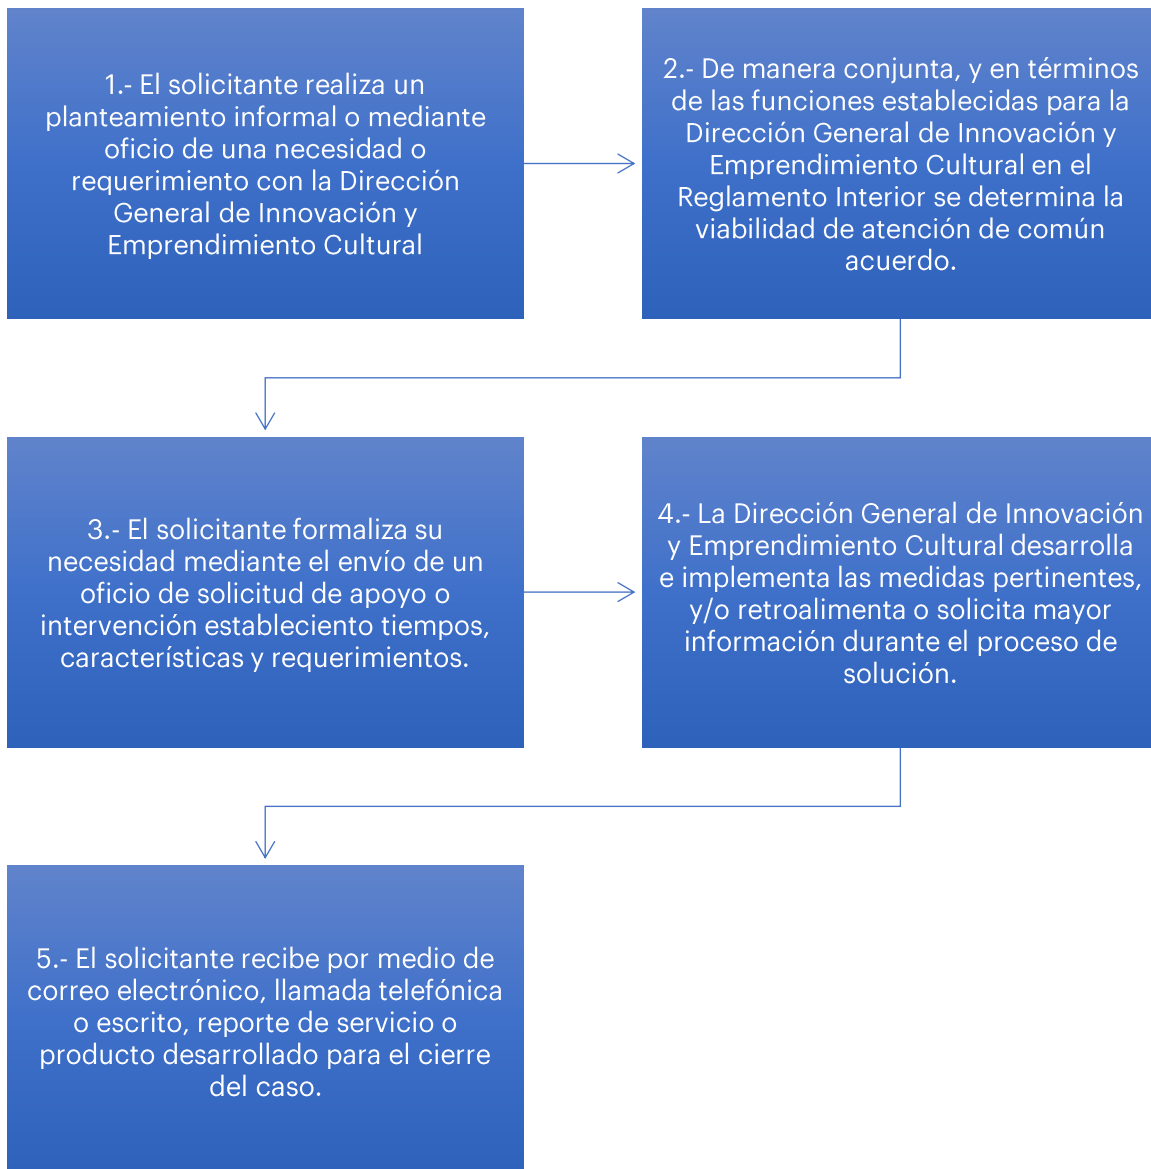 1.- El solicitante realiza un
planteamiento informal o mediante
oficio de una necesidad o
requerimiento con la Dirección
General de Innovación y
Emprendimiento Cultural
2.- De manera conjunta, y en términos
de las funciones establecidas para la
Dirección General de Innovación y
Emprendimiento Cultural en el
Reglamento Interior se determina la
viabilidad de atención de común
acuerdo.
3.- El solicitante formaliza su
necesidad mediante el envío de un
oficio de solicitud de apoyo o
intervención estableciento tiempos,
características y requerimientos.
4.- La Dirección General de Innovación
y Emprendimiento Cultural desarrolla
e implementa las medidas pertinentes,
y/o retroalimenta o solicita mayor
información durante el proceso de
solución.
5.- El solicitante recibe por medio de
correo electrónico, llamada telefónica
o escrito, reporte de servicio o
producto desarrollado para el cierre
del caso.